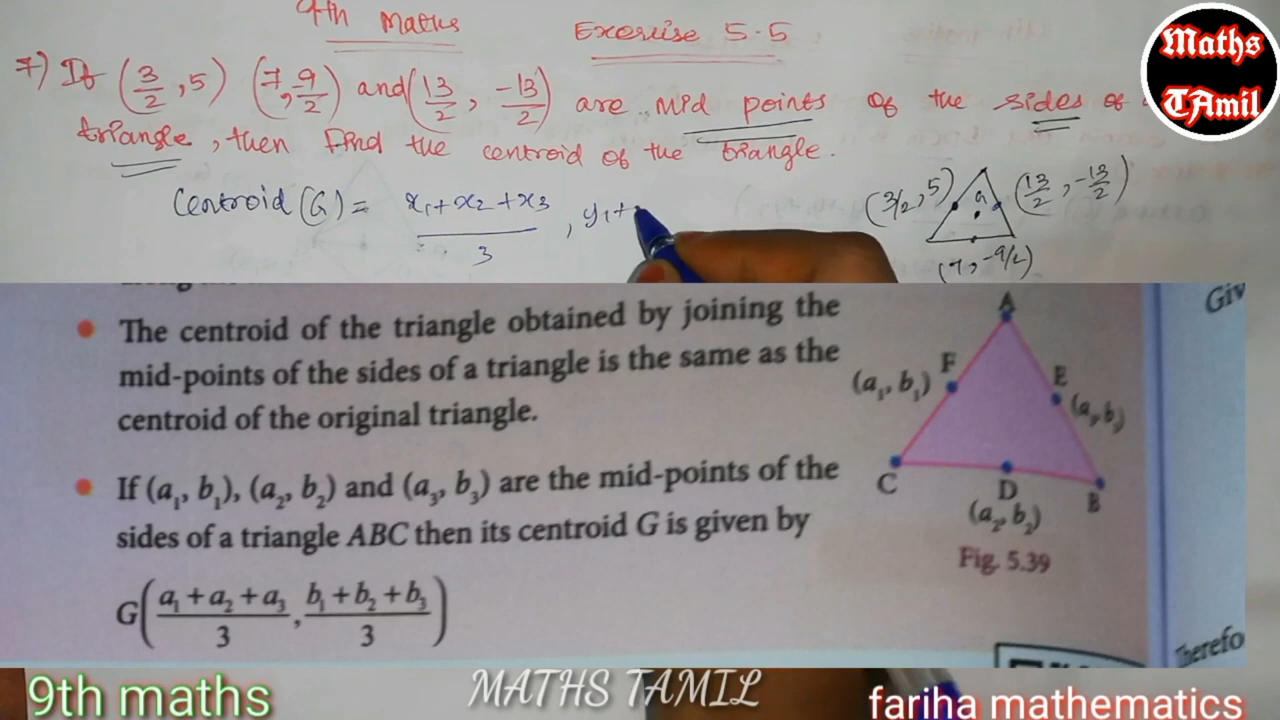 9th Maths Exercise 5.5
Maths
TAmil
7) If (3/2, 5) (7, -9/2) and (13/2, -13/2) are mid points of the sides of
triangle, then find the centroid of the triangle.
Centroid (G) = x₁+x₂+x₃/3 , y₁+
(3/2, 5)
G
(13/2, -13/2)
(7, -9/2)
The centroid of the triangle obtained by joining the
mid-points of the sides of a triangle is the same as the
centroid of the original triangle.
If (a₁, b₁), (a₂, b₂) and (a₃, b₃) are the mid-points of the
sides of a triangle ABC then its centroid G is given by
G(a₁+a₂+a₃/3, b₁+b₂+b₃/3)
A
F
E
(a₁, b₁)
(a₃, b₃)
C
D
B
(a₂, b₂)
Fig. 5.39
Giv
Therefo
9th maths
MATHS TAMIL
fariha mathematics